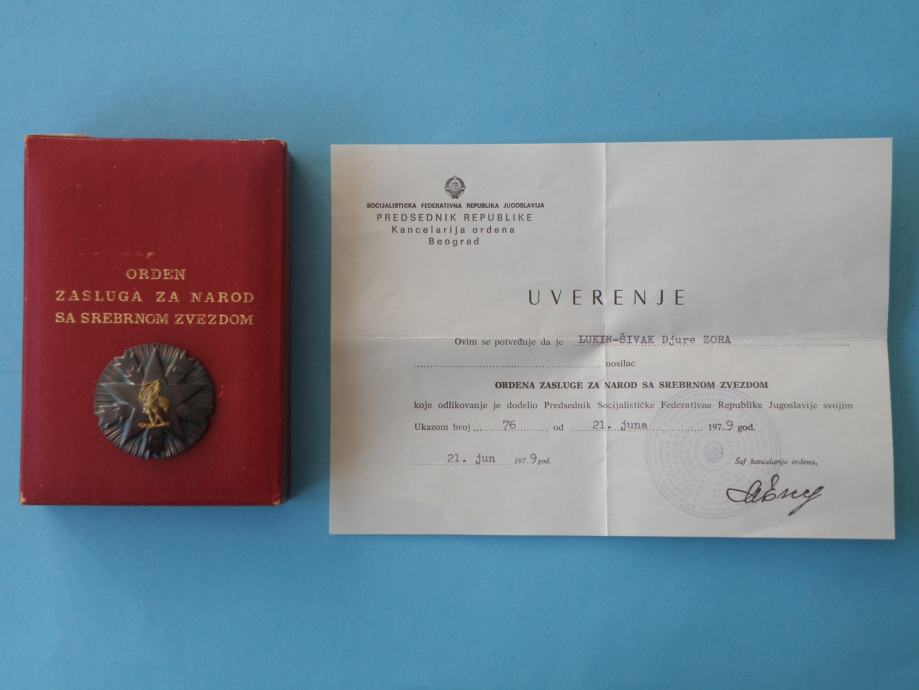 ORDEN
ZASLUGA ZA NAROD
SA SREBRNOM ZVEZDOM
SOCIJALISTIČKA FEDERATIVNA REPUBLIKA JUGOSLAVIJA
PREDSEDNIK REPUBLIKE
Kancelarija ordena
Beograd
UVERENJE
Ovim se potvrđuje da je LUKIN-ŠIVAK Djure ZORA
nosilac
ORDENA ZASLUGE ZA NAROD SA SREBRNOM ZVEZDOM
koje odlikovanje je dodelio Predsednik Socijalističke Federativne Republike Jugoslavije svojim
Ukazom broj 76 od 21. juna 1979 god.
21. jun 1979 god.
Šef kancelarije ordena,